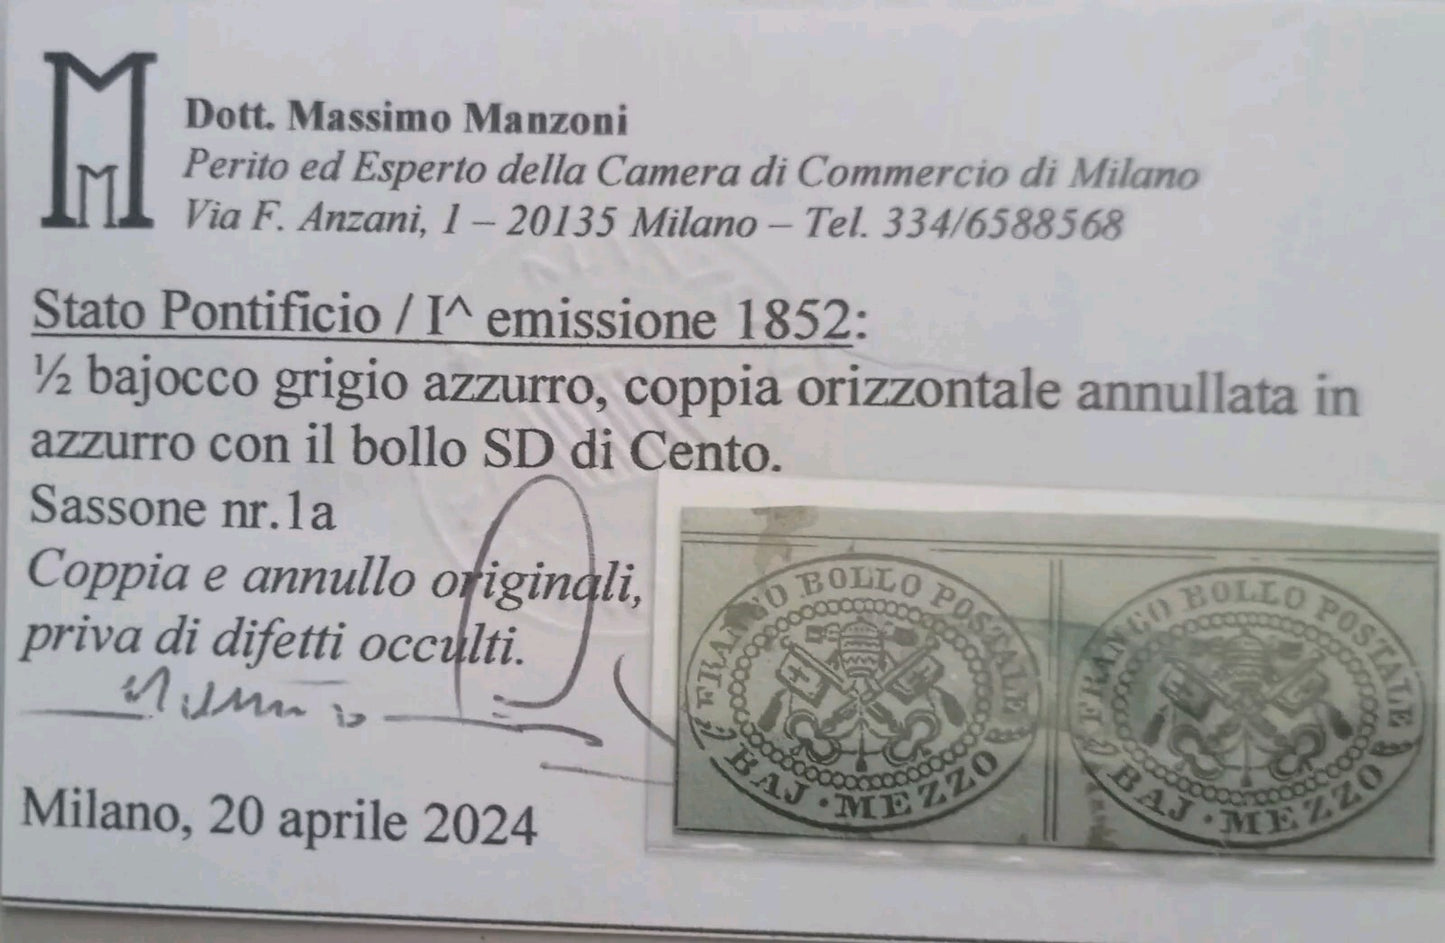 M
M
Dott. Massimo Manzoni
Perito ed Esperto della Camera di Commercio di Milano
Via F. Anzani, 1 – 20135 Milano – Tel. 334/6588568
Stato Pontificio / I^ emissione 1852:
½ bajocco grigio azzurro, coppia orizzontale annullata in
azzurro con il bollo SD di Cento.
Sassone nr.1a
Coppia e annullo originali,
priva di difetti occulti.
Milano, 20 aprile 2024
FRANCO BOLLO POSTALE
BAJ · MEZZO
FRANCO BOLLO POSTALE
BAJ · MEZZO